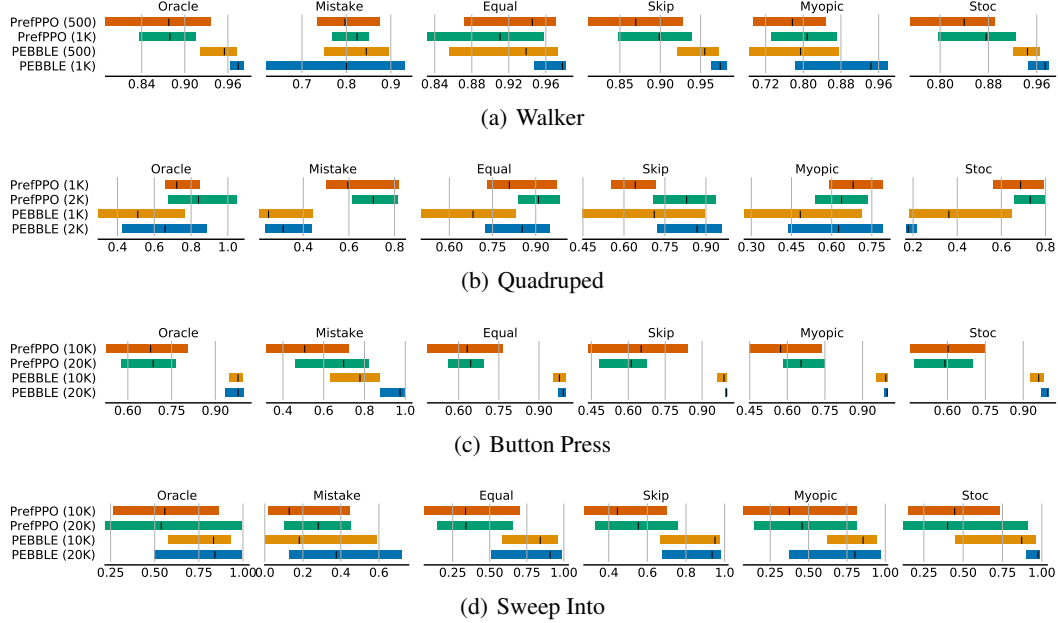 Oracle Mistake Equal Skip Myopic Stoc
PrefPPO (500)
PrefPPO (1K)
PEBBLE (500)
PEBBLE (1K)
0.84 0.90 0.96 0.7 0.8 0.9 0.84 0.88 0.92 0.96 0.85 0.90 0.95 0.72 0.80 0.88 0.96 0.80 0.88 0.96
(a) Walker
Oracle Mistake Equal Skip Myopic Stoc
PrefPPO (1K)
PrefPPO (2K)
PEBBLE (1K)
PEBBLE (2K)
0.4 0.6 0.8 1.0 0.4 0.6 0.8 0.60 0.75 0.90 0.45 0.60 0.75 0.90 0.30 0.45 0.60 0.75 0.2 0.4 0.6 0.8
(b) Quadruped
Oracle Mistake Equal Skip Myopic Stoc
PrefPPO (10K)
PrefPPO (20K)
PEBBLE (10K)
PEBBLE (20K)
0.60 0.75 0.90 0.4 0.6 0.8 1.0 0.60 0.75 0.90 0.45 0.60 0.75 0.90 0.45 0.60 0.75 0.90 0.60 0.75 0.90
(c) Button Press
Oracle Mistake Equal Skip Myopic Stoc
PrefPPO (10K)
PrefPPO (20K)
PEBBLE (10K)
PEBBLE (20K)
0.25 0.50 0.75 1.00 0.0 0.2 0.4 0.6 0.25 0.50 0.75 1.00 0.4 0.6 0.8 1.0 0.25 0.50 0.75 1.00 0.25 0.50 0.75 1.00
(d) Sweep Into